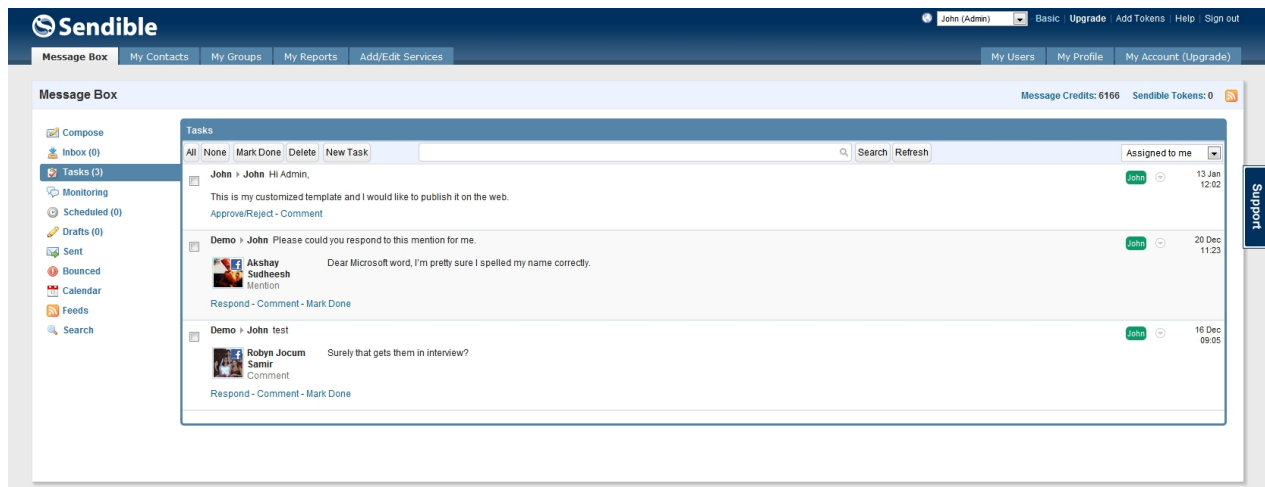 Sendible
John (Admin) Basic | Upgrade | Add Tokens | Help | Sign out
Message Box My Contacts My Groups My Reports Add/Edit Services My Users My Profile My Account (Upgrade)
Message Box Message Credits: 6166 Sendible Tokens: 0
Compose
Inbox (0)
Tasks (3)
Monitoring
Scheduled (0)
Drafts (0)
Sent
Bounced
Calendar
Feeds
Search
Tasks
All None Mark Done Delete New Task Search Refresh Assigned to me
John John Hi Admin, John 13 Jan
12:02
This is my customized template and I would like to publish it on the web.
Approve/Reject - Comment
Demo John Please could you respond to this mention for me. John 20 Dec
11:23
Akshay Dear Microsoft word, I'm pretty sure I spelled my name correctly.
Sudheesh
Mention
Respond - Comment - Mark Done
Demo John test John 16 Dec
09:05
Robyn Jocum Surely that gets them in interview?
Samir
Comment
Respond - Comment - Mark Done
Support